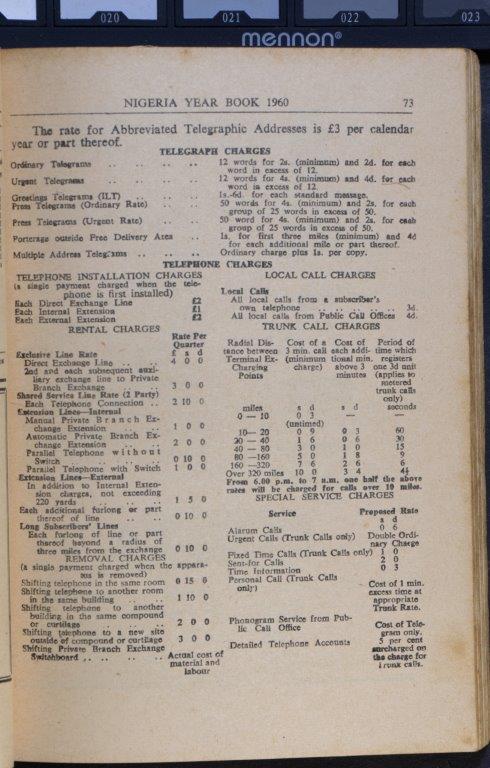 020 021 022 023
mennon®
NIGERIA YEAR BOOK 1960 73
The rate for Abbreviated Telegraphic Addresses is £3 per calendar
year or part thereof.
TELEGRAPH CHARGES
Ordinary Telegrams .. .. .. .. 12 words for 2s. (minimum) and 2d. for each
word in excess of 12.
Urgent Telegrams .. .. .. 12 words for 4s. (minimum) and 4d. for each
word in excess of 12.
Greetings Telegrams (ILT) .. .. 1s.-6d. for each standard message.
Press Telegrams (Ordinary Rate) .. .. 50 words for 4s. (minimum) and 2s. for each
group of 25 words in excess of 50.
Press Telegrams (Urgent Rate) .. .. 50 word for 4s. (minimum) and 2s. for each
group of 25 words in excess of 50.
Porterage outside Free Delivery Area .. 1s. for first three miles (minimum) and 4d
for each additional mile or part thereof.
Multiple Address Telegrams .. .. .. Ordinary charge plus 1s. per copy.
TELEPHONE CHARGES
TELEPHONE INSTALLATION CHARGES
(a single payment charged when the tele-
phone is first installed)
Each Direct Exchange Line £2
Each Internal Extension £1
Each External Extension £2
RENTAL CHARGES
Rate Per
Quarter
£ s d
Exclusive Line Rate
Direct Exchange Line .. .. 4 0 0
2nd and each subsequent auxi-
liary exchange line to Private
Branch Exchange 3 0 0
Shared Service Line Rate (2 Party)
Each Telephone Connection .. 2 10 0
Extension Lines—Internal
Manual Private Branch Ex-
change Extension .. .. 1 0 0
Automatic Private Branch Ex-
change Extension .. .. 2 0 0
Parallel Telephone without
Switch .. .. .. 0 10 0
Parallel Telephone with Switch 1 0 0
Extension Lines—External
In addition to Internal Exten-
sion charges, not exceeding
220 yards .. .. 1 5 0
Each additional furlong or part
thereof of line .. .. 0 10 0
Long Subscribers' Lines
Each furlong of line or part
thereof beyond a radius of
three miles from the exchange 0 10 0
REMOVAL CHARGES
(a single payment charged when the appara-
tus is removed)
Shifting telephone in the same room 0 15 0
Shifting telephone to another room
in the same building .. .. 1 10 0
Shifting telephone to another
building in the same compound
or curtilage .. .. 2 0 0
Shifting telephone to a new site
outside of compound or curtilage 3 0 0
Shifting Private Branch Exchange
Switchboard .. .. .. Actual cost of
material and
labour
LOCAL CALL CHARGES
Local Calls
All local calls from a subscriber's
own telephone .. .. .. .. 3d.
All local calls from Public Call Offices 4d.
TRUNK CALL CHARGES
Radial Dis- Cost of a Cost of Period of
tance between 3 min. call each addi- time which
Terminal Ex- (minimum tional min. registers
Charging charge) above 3 one 3d unit
Points minutes (applies to
metered
trunk calls
only)
miles s d s d seconds
0 — 10 0 3 — —
(untimed)
10— 20 0 9 0 3 60
20 — 40 1 6 0 6 30
40 — 80 3 0 1 0 15
80 —160 5 0 1 8 9
160 —320 7 6 2 6 6
Over 320 miles 10 0 3 4 4½
From 6.00 p.m. to 7 a.m. one half the above
rates will be charged for calls over 10 miles.
SPECIAL SERVICE CHARGES
Service Proposed Rate
s d
Alarum Calls 0 6
Urgent Calls (Trunk Calls only) Double Ordi-
nary Charge
Fixed Time Calls (Trunk Calls only) 1 0
Sent-for Calls 2 0
Time Information 0 3
Personal Call (Trunk Calls
only) Cost of 1 min.
excess time at
appropriate
Trunk Rate.
Phonogram Service from Pub-
lic Call Office Cost of Tele-
gram only.
Detailed Telephone Accounts 5 per cent
surcharged on
the charge for
trunk calls.